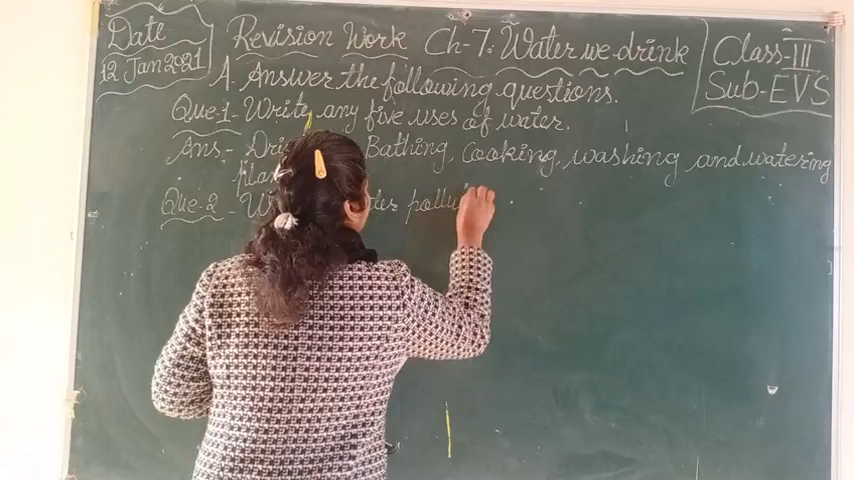 Date
12 Jan 2021
Revision Work Ch-7: Water we drink
Class-III
Sub-EVS
A. Answer the following questions.
Que-1- Write any five uses of water.
Ans- Bathing, cooking, washing and watering
Que-2 -